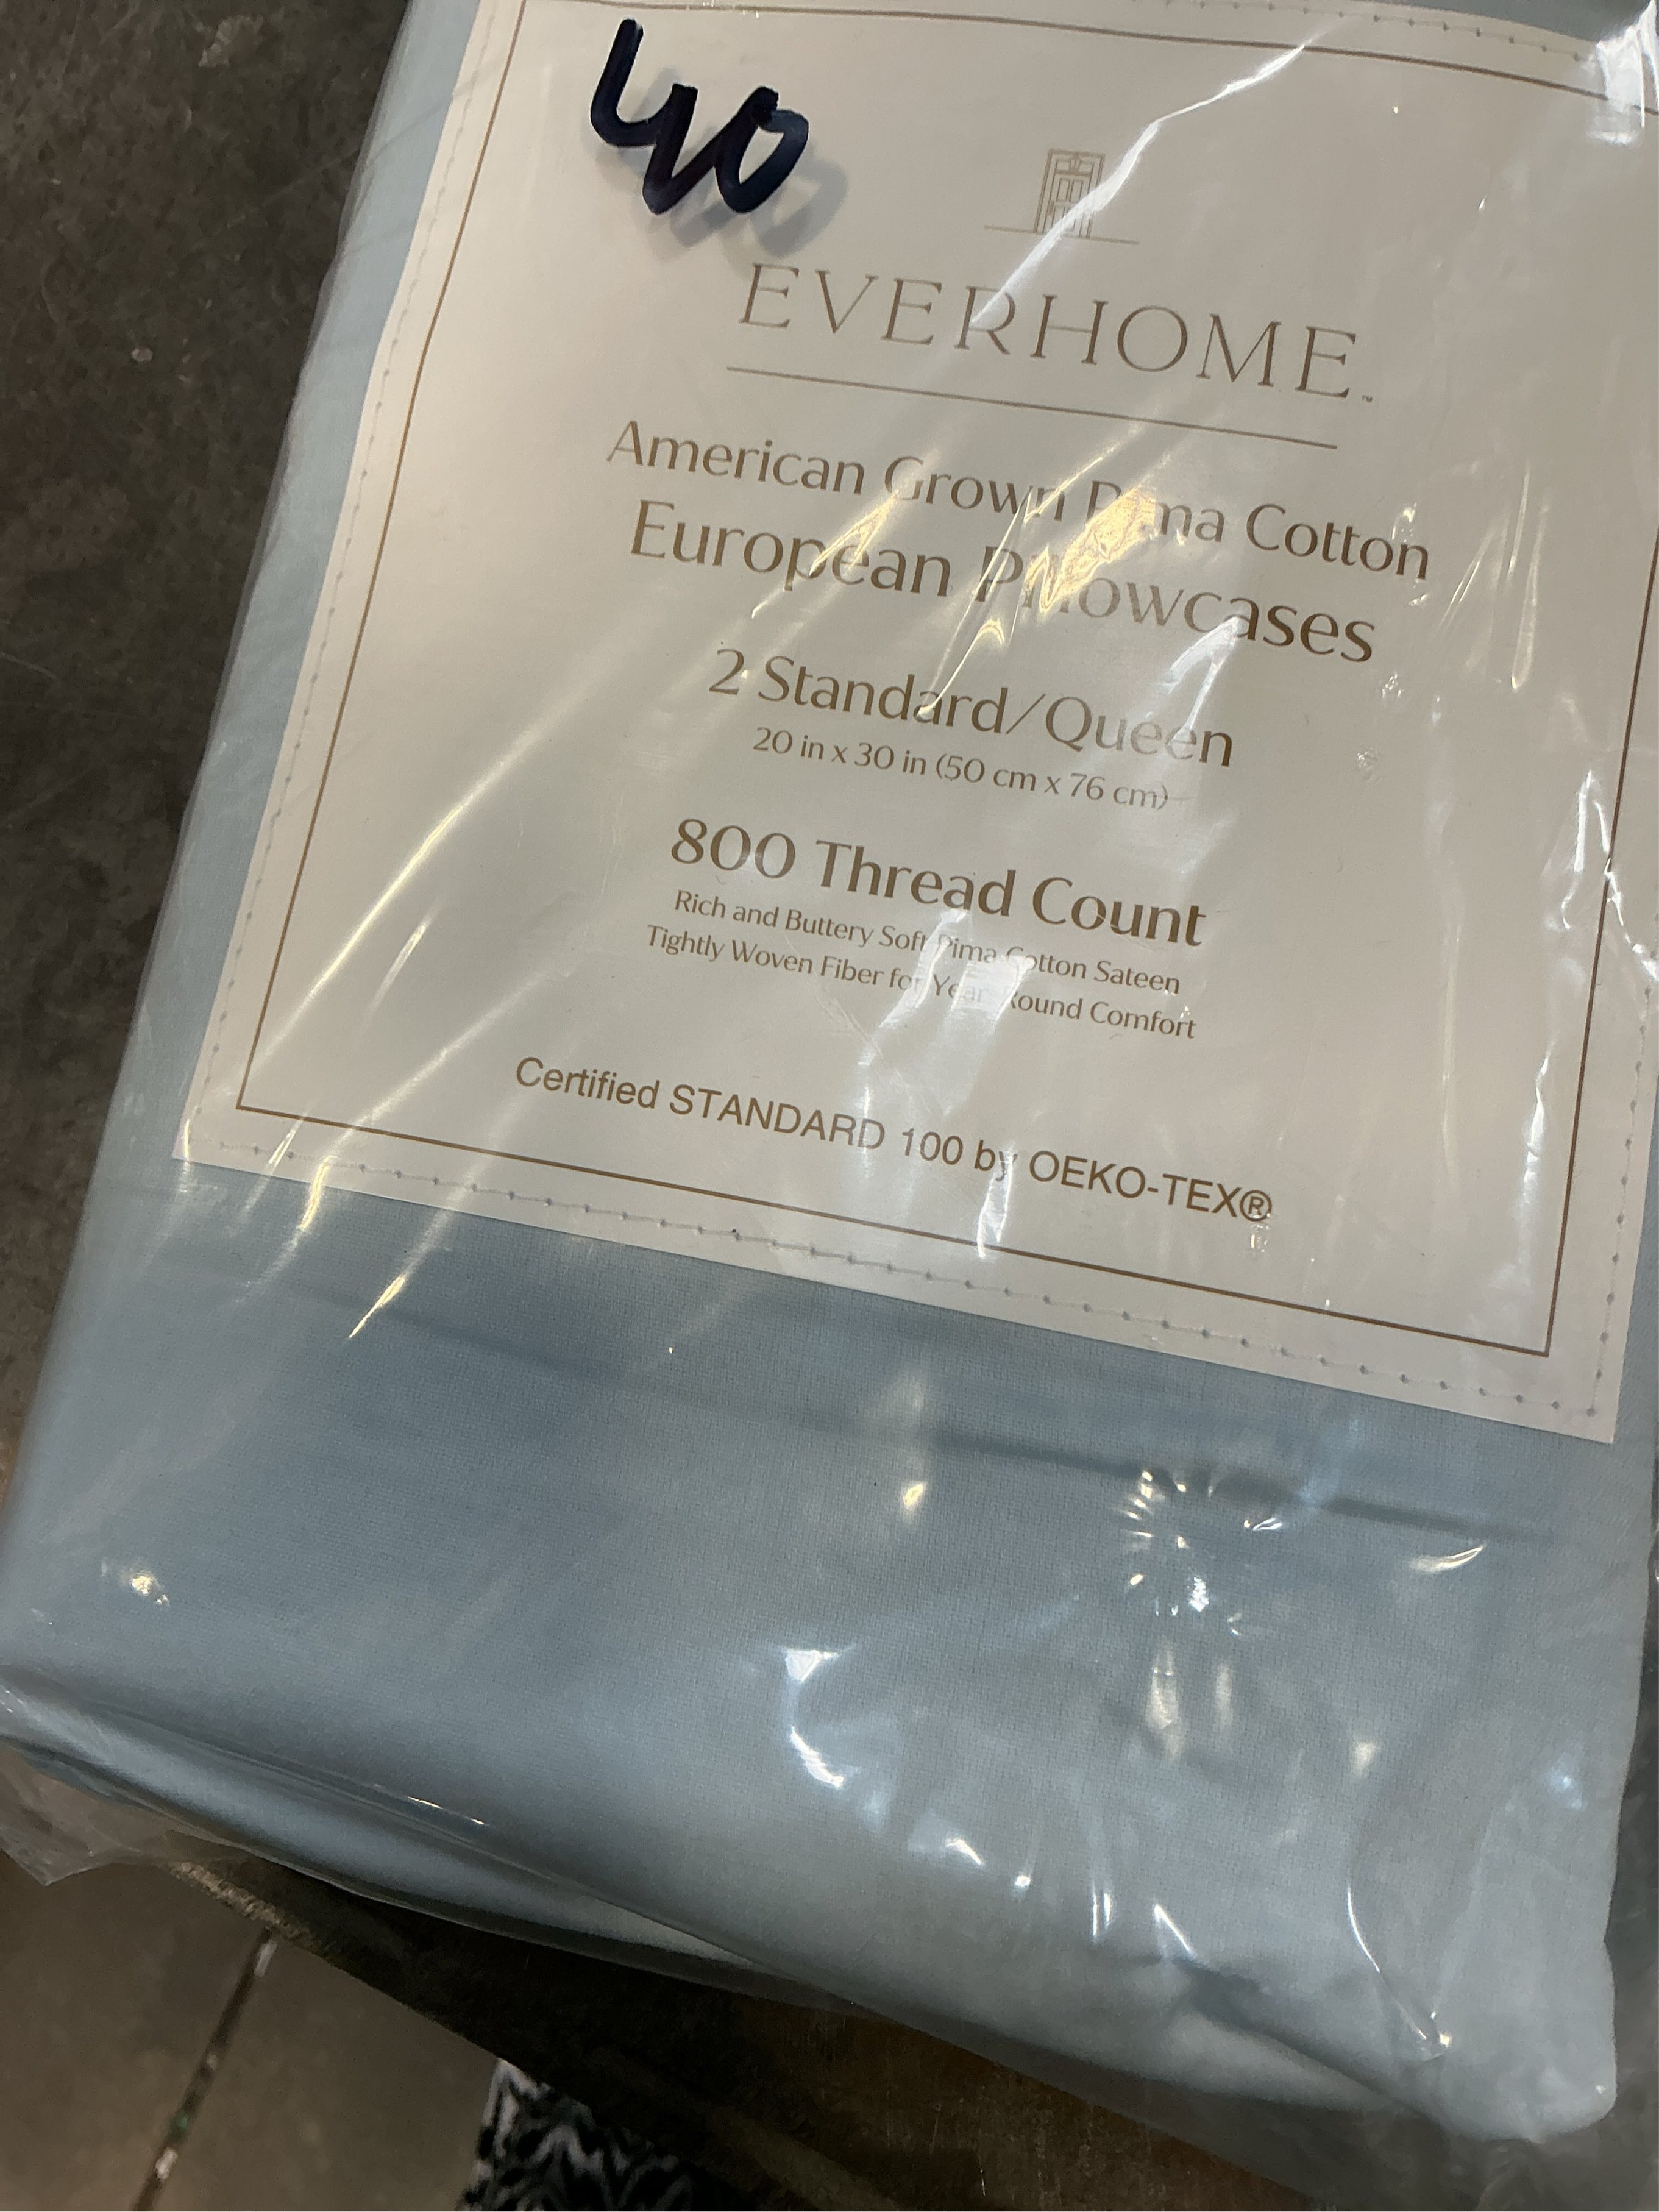 40
EVERHOME™
American Grown Pima Cotton
European Pillowcases
2 Standard/Queen
20 in x 30 in (50 cm x 76 cm)
800 Thread Count
Rich and Buttery Soft Pima Cotton Sateen
Tightly Woven Fiber for Year-Round Comfort
Certified STANDARD 100 by OEKO-TEX®